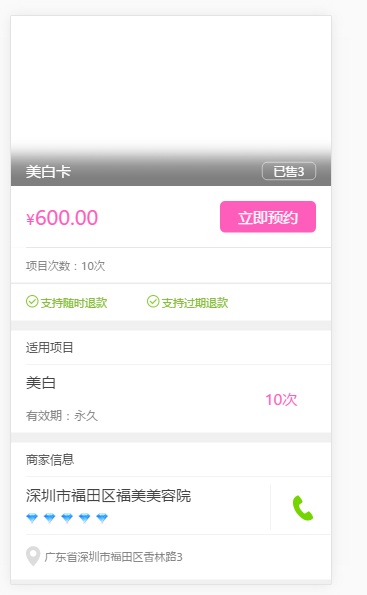 美白卡
已售3
¥600.00
立即预约
项目次数：10次
支持随时退款
支持过期退款
适用项目
美白
10次
有效期：永久
商家信息
深圳市福田区福美美容院
广东省深圳市福田区香林路3